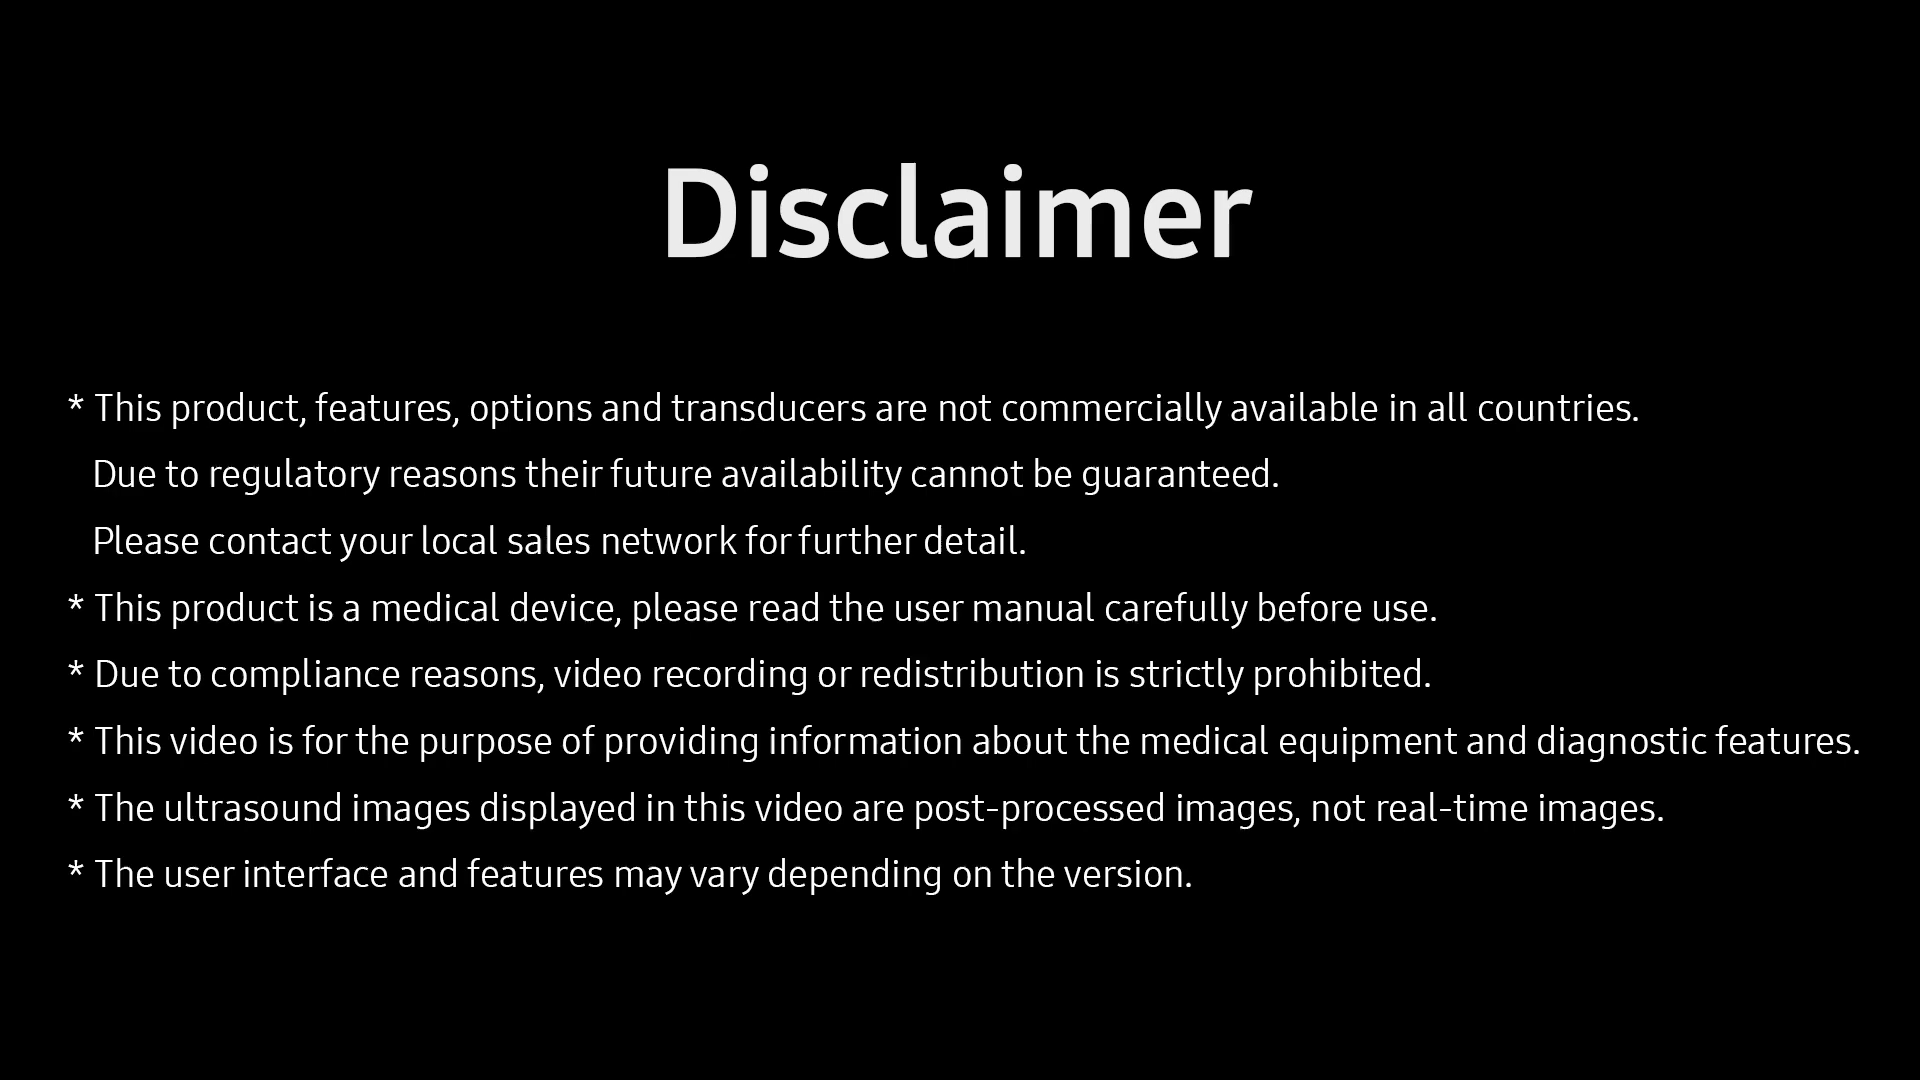 Disclaimer
* This product, features, options and transducers are not commercially available in all countries.
Due to regulatory reasons their future availability cannot be guaranteed.
Please contact your local sales network for further detail.
* This product is a medical device, please read the user manual carefully before use.
* Due to compliance reasons, video recording or redistribution is strictly prohibited.
* This video is for the purpose of providing information about the medical equipment and diagnostic features.
* The ultrasound images displayed in this video are post-processed images, not real-time images.
* The user interface and features may vary depending on the version.